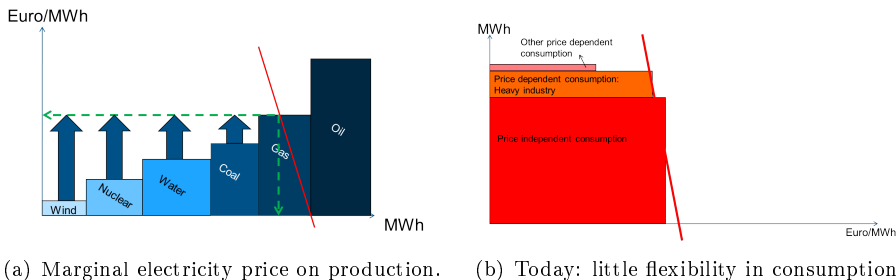 Euro/MWh
Wind
Nuclear
Water
Coal
Gas
Oil
MWh
(a) Marginal electricity price on production.
MWh
Other price dependent
consumption
Price dependent consumption:
Heavy industry
Price independent consumption
Euro/MWh
(b) Today: little flexibility in consumption